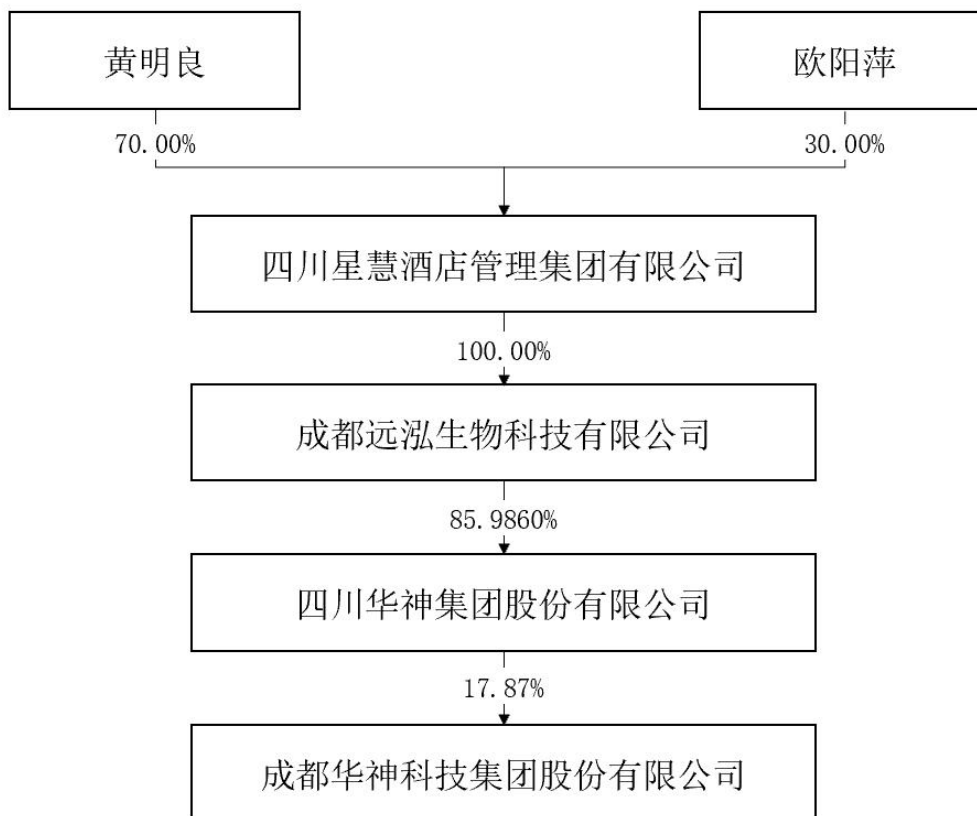 黄明良
欧阳萍
70.00%
30.00%
四川星慧酒店管理集团有限公司
100.00%
成都远泓生物科技有限公司
85.9860%
四川华神集团股份有限公司
17.87%
成都华神科技集团股份有限公司